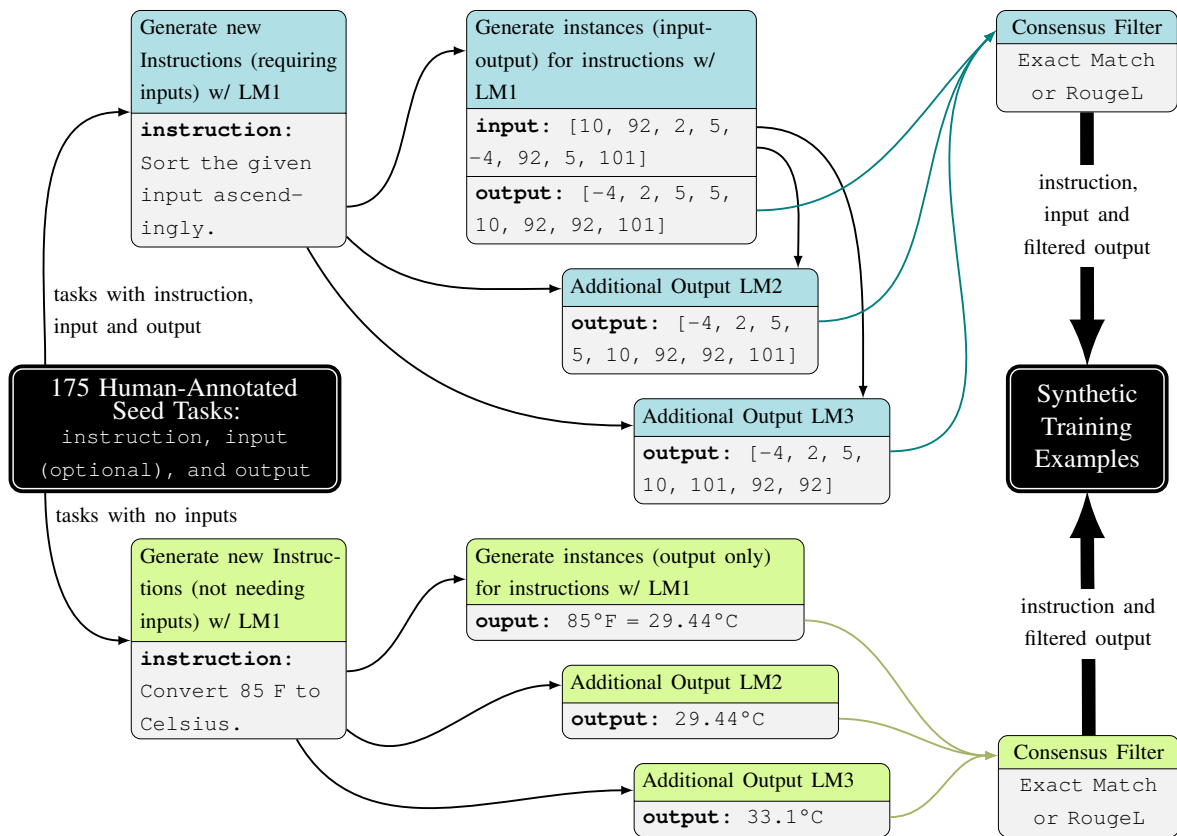 Generate new
Instructions (requiring
inputs) w/ LM1
instruction:
Sort the given
input ascend-
ingly.
Generate instances (input-
output) for instructions w/
LM1
input: [10, 92, 2, 5,
-4, 92, 5, 101]
output: [-4, 2, 5, 5,
10, 92, 92, 101]
Consensus Filter
Exact Match
or RougeL
instruction,
input and
filtered output
Additional Output LM2
output: [-4, 2, 5,
5, 10, 92, 92, 101]
tasks with instruction,
input and output
175 Human-Annotated
Seed Tasks:
instruction, input
(optional), and output
Additional Output LM3
output: [-4, 2, 5,
10, 101, 92, 92]
Synthetic
Training
Examples
tasks with no inputs
Generate new Instruc-
tions (not needing
inputs) w/ LM1
instruction:
Convert 85 F to
Celsius.
Generate instances (output only)
for instructions w/ LM1
ouput: 85°F = 29.44°C
instruction and
filtered output
Additional Output LM2
output: 29.44°C
Additional Output LM3
output: 33.1°C
Consensus Filter
Exact Match
or RougeL